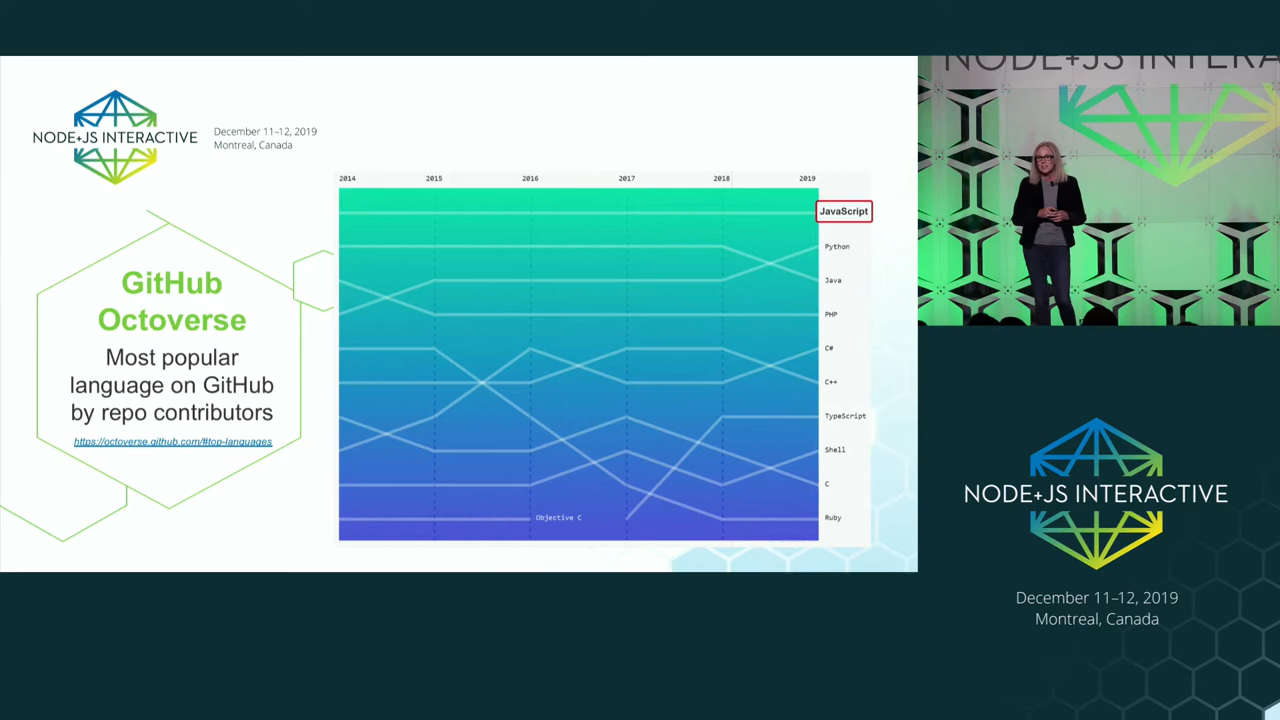 NODE+JS INTERACTIVE
December 11–12, 2019
Montreal, Canada
GitHub
Octoverse
Most popular
language on GitHub
by repo contributors
https://octoverse.github.com/#top-languages
2014 2015 2016 2017 2018 2019
JavaScript
Python
Java
PHP
C#
C++
TypeScript
Shell
C
Ruby
Objective C
NODE+JS INTERA
NODE+JS INTERACTIVE
December 11–12, 2019
Montreal, Canada